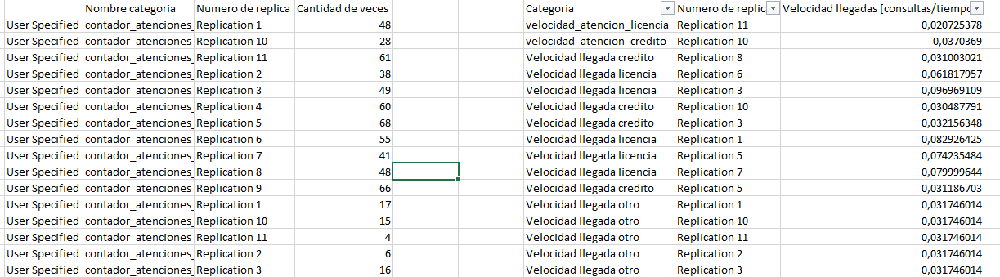 Nombre categoria Numero de replica Cantidad de veces Categoria Numero de replic Velocidad llegadas [consultas/tiempo
User Specified contador_atenciones_ Replication 1 48 velocidad_atencion_licencia Replication 11 0,020725378
User Specified contador_atenciones_ Replication 10 28 velocidad_atencion_credito Replication 10 0,0370369
User Specified contador_atenciones_ Replication 11 61 Velocidad llegada credito Replication 8 0,031003021
User Specified contador_atenciones_ Replication 2 38 Velocidad llegada licencia Replication 6 0,061817957
User Specified contador_atenciones_ Replication 3 49 Velocidad llegada licencia Replication 3 0,096969109
User Specified contador_atenciones_ Replication 4 60 Velocidad llegada credito Replication 10 0,030487791
User Specified contador_atenciones_ Replication 5 68 Velocidad llegada credito Replication 3 0,032156348
User Specified contador_atenciones_ Replication 6 55 Velocidad llegada licencia Replication 1 0,082926425
User Specified contador_atenciones_ Replication 7 41 Velocidad llegada licencia Replication 5 0,074235484
User Specified contador_atenciones_ Replication 8 48 Velocidad llegada licencia Replication 7 0,079999644
User Specified contador_atenciones_ Replication 9 66 Velocidad llegada credito Replication 5 0,031186703
User Specified contador_atenciones_ Replication 1 17 Velocidad llegada otro Replication 1 0,031746014
User Specified contador_atenciones_ Replication 10 15 Velocidad llegada otro Replication 10 0,031746014
User Specified contador_atenciones_ Replication 11 4 Velocidad llegada otro Replication 11 0,031746014
User Specified contador_atenciones_ Replication 2 6 Velocidad llegada otro Replication 2 0,031746014
User Specified contador_atenciones_ Replication 3 16 Velocidad llegada otro Replication 3 0,031746014